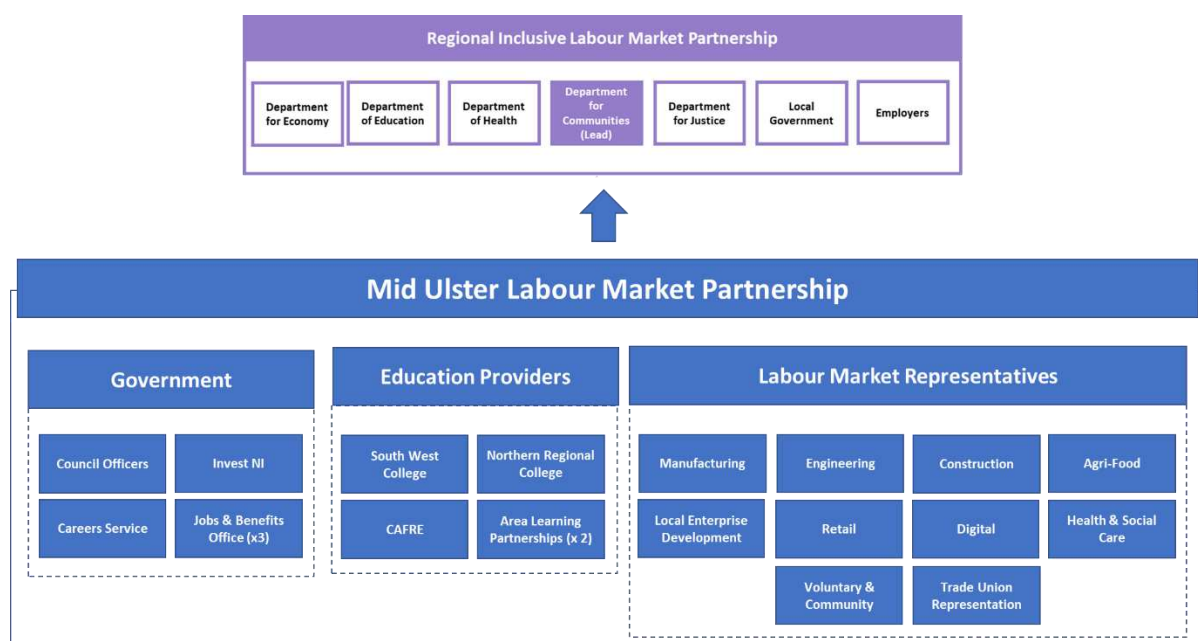 Regional Inclusive Labour Market Partnership
Department
for Economy
Department
of Education
Department
of Health
Department
for
Communities
(Lead)
Department
for Justice
Local
Government
Employers
Mid Ulster Labour Market Partnership
Government
Council Officers
Invest NI
Careers Service
Jobs & Benefits
Office (x3)
Education Providers
South West
College
Northern Regional
College
CAFRE
Area Learning
Partnerships (x 2)
Labour Market Representatives
Manufacturing
Engineering
Construction
Agri-Food
Local Enterprise
Development
Retail
Digital
Health & Social
Care
Voluntary &
Community
Trade Union
Representation